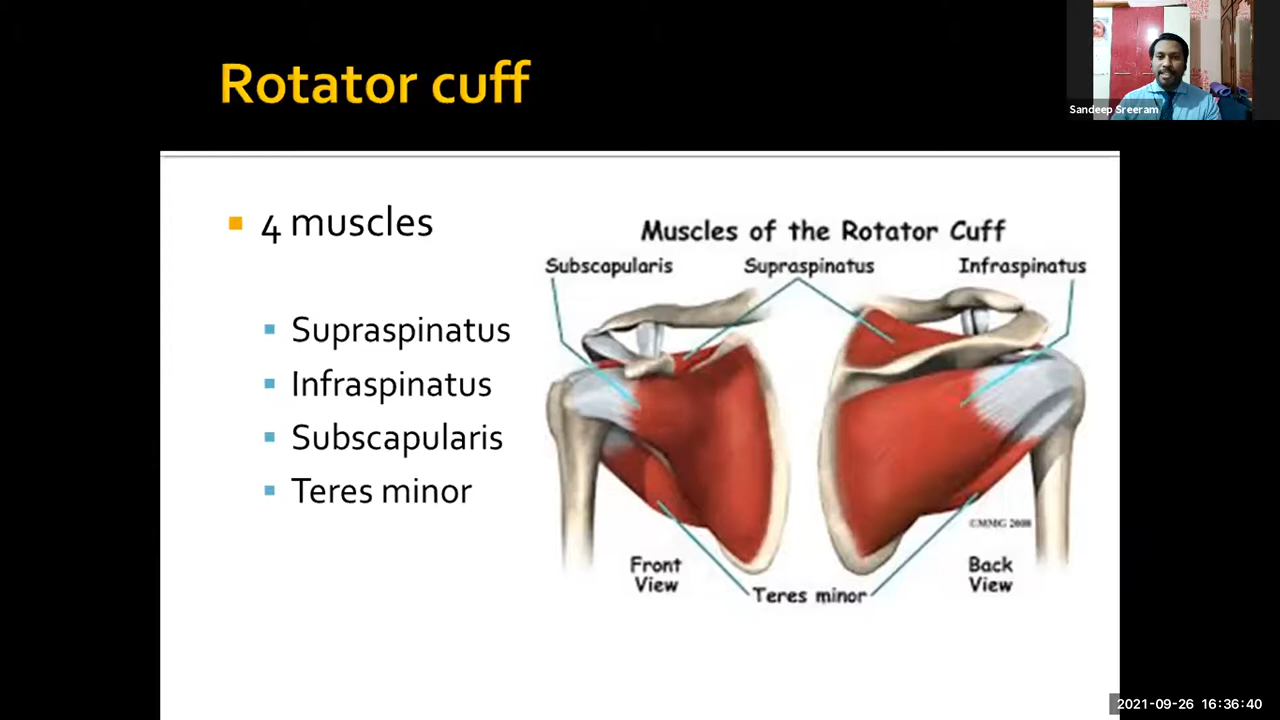 Rotator cuff
Sandeep Sreeram
4 muscles
Supraspinatus
Infraspinatus
Subscapularis
Teres minor
Muscles of the Rotator Cuff
Subscapularis
Supraspinatus
Infraspinatus
©MMG 2008
Front
View
Back
View
Teres minor
2021-09-26 16:36:40